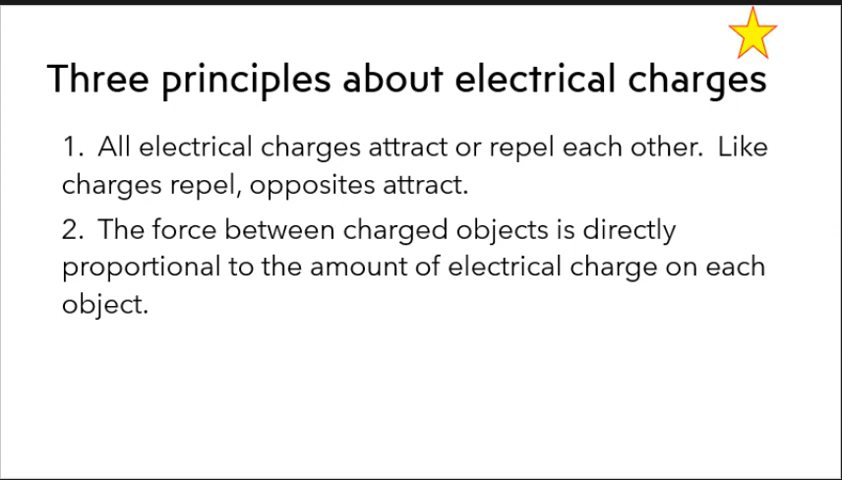 Three principles about electrical charges
1. All electrical charges attract or repel each other. Like
charges repel, opposites attract.
2. The force between charged objects is directly
proportional to the amount of electrical charge on each
object.